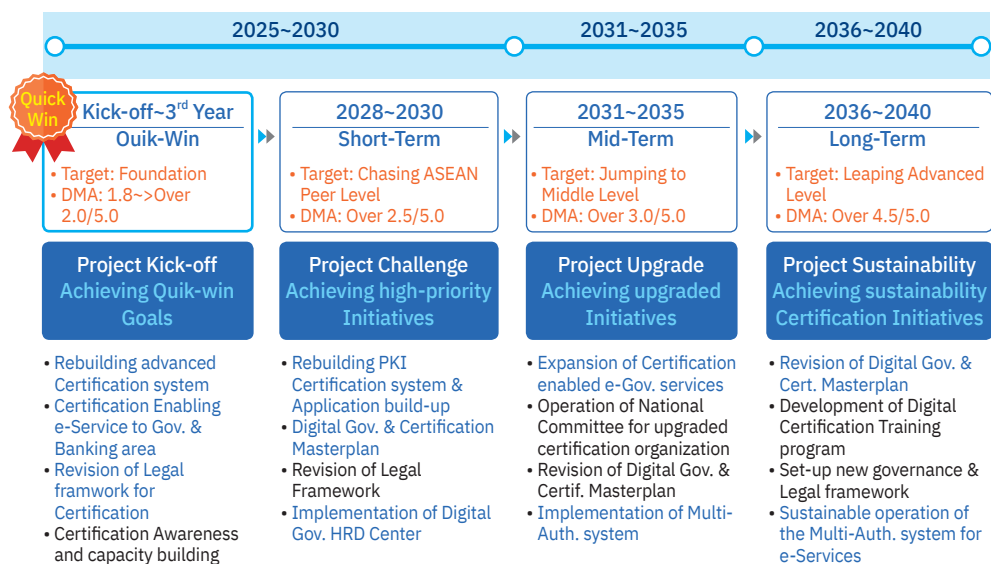 2025~2030
2031~2035
2036~2040
Quick
Win
Kick-off~3rd Year
Ouik-Win
• Target: Foundation
• DMA: 1.8~>Over
2.0/5.0
2028~2030
Short-Term
• Target: Chasing ASEAN
Peer Level
• DMA: Over 2.5/5.0
2031~2035
Mid-Term
• Target: Jumping to
Middle Level
• DMA: Over 3.0/5.0
2036~2040
Long-Term
• Target: Leaping Advanced
Level
• DMA: Over 4.5/5.0
Project Kick-off
Achieving Quik-win
Goals
Project Challenge
Achieving high-priority
Initiatives
Project Upgrade
Achieving upgraded
Initiatives
Project Sustainability
Achieving sustainability
Certification Initiatives
• Rebuilding advanced
Certification system
• Certification Enabling
e-Service to Gov. &
Banking area
• Revision of Legal
framwork for
Certification
• Certification Awareness
and capacity building
• Rebuilding PKI
Certification system &
Application build-up
• Digital Gov. & Certification
Masterplan
• Revision of Legal
Framework
• Implementation of Digital
Gov. HRD Center
• Expansion of Certification
enabled e-Gov. services
• Operation of National
Committee for upgraded
certification organization
• Revision of Digital Gov. &
Certif. Masterplan
• Implementation of Multi-
Auth. system
• Revision of Digital Gov. &
Cert. Masterplan
• Development of Digital
Certification Training
program
• Set-up new governance &
Legal framework
• Sustainable operation of
the Multi-Auth. system for
e-Services